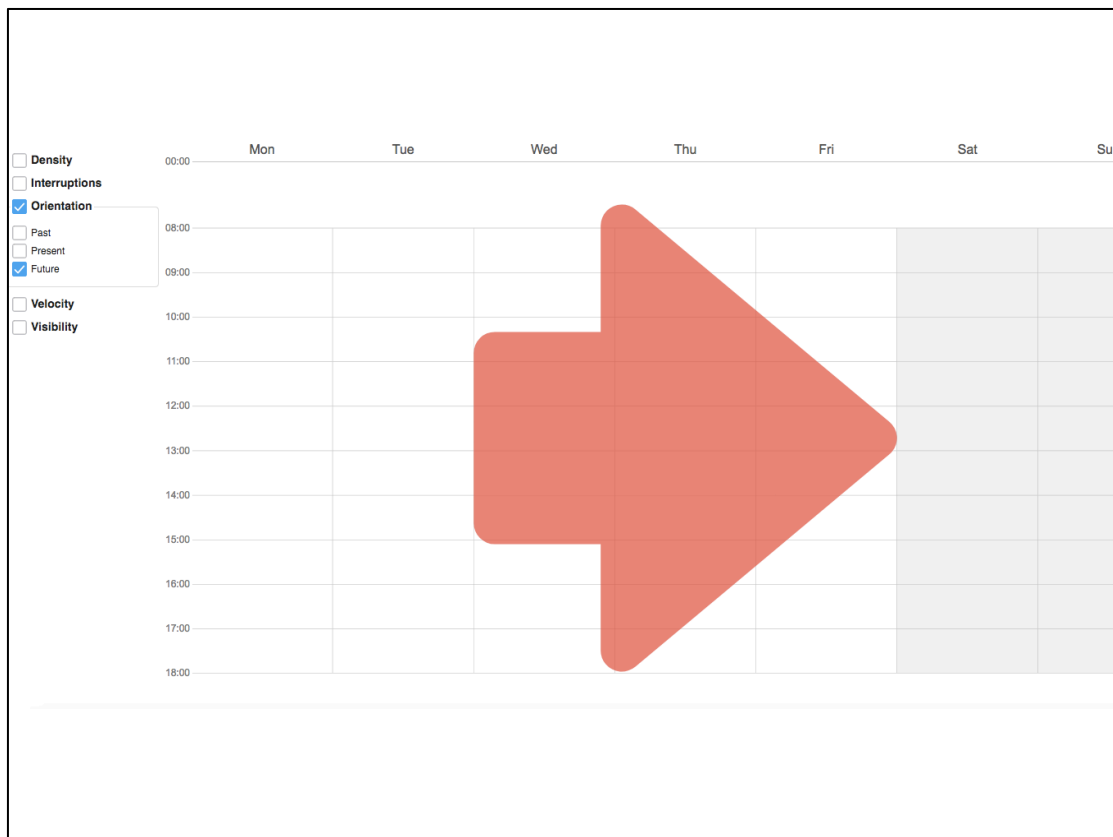 Mon Tue Wed Thu Fri Sat Su
00:00
Density
Interruptions
Orientation
Past
Present
Future
Velocity
Visibility
08:00
09:00
10:00
11:00
12:00
13:00
14:00
15:00
16:00
17:00
18:00